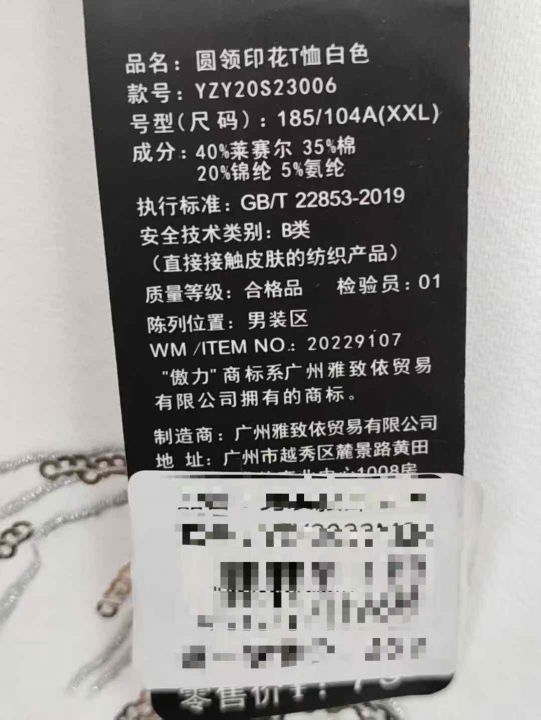 品名：圆领印花T恤白色
款号：YZY20S23006
号型(尺码)：185/104A(XXL)
成分：40%莱赛尔 35%棉
20%锦纶 5%氨纶
执行标准：GB/T 22853-2019
安全技术类别：B类
（直接接触皮肤的纺织产品）
质量等级：合格品 检验员：01
陈列位置：男装区
WM /ITEM NO.：20229107
"傲力"商标系广州雅致依贸易
有限公司拥有的商标。
制造商：广州雅致依贸易有限公司
地 址：广州市越秀区麓景路黄田
中心1008房
零售价